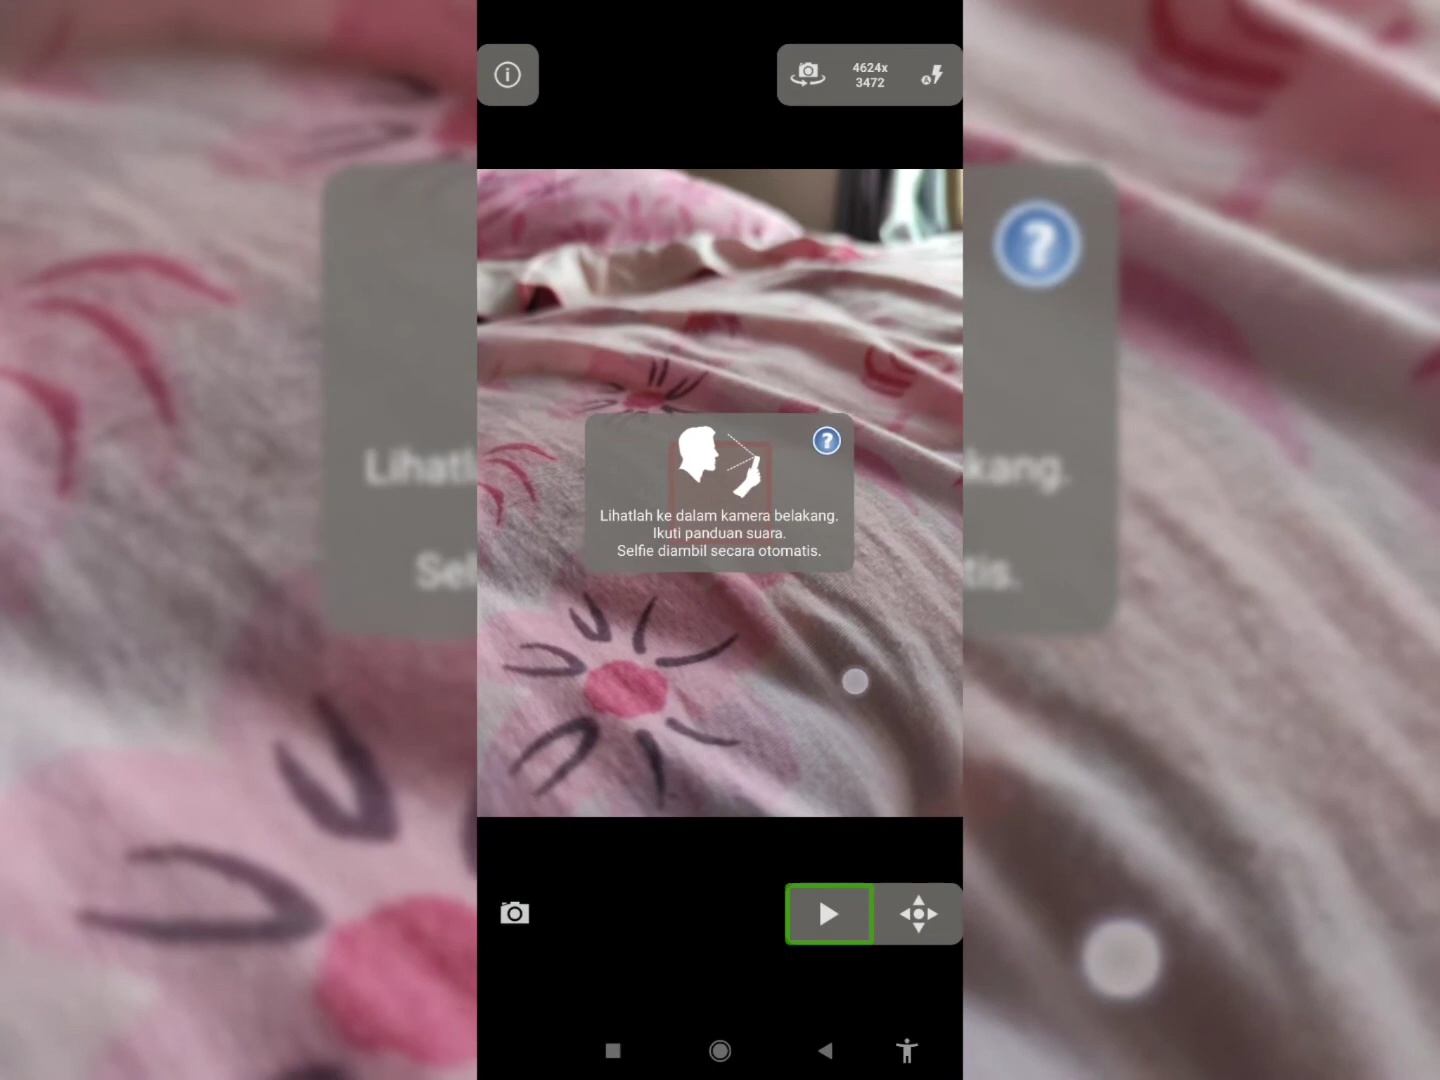 4624x
3472
Lihatlah ke dalam kamera belakang.
Ikuti panduan suara.
Selfie diambil secara otomatis.